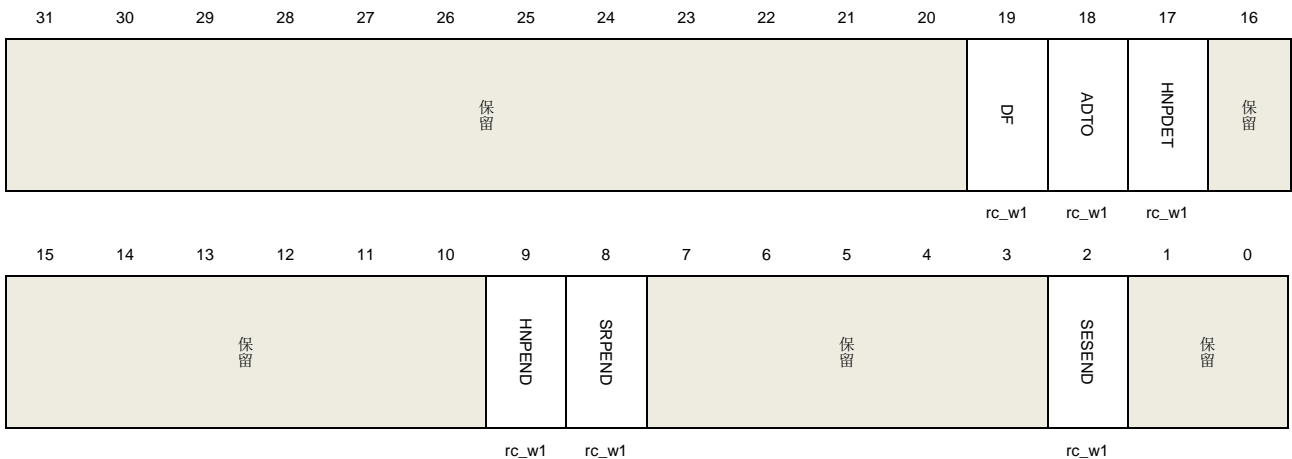 31 30 29 28 27 26 25 24 23 22 21 20 19 18 17 16
保留 DF ADTO HNPDET 保留
rc_w1 rc_w1 rc_w1
15 14 13 12 11 10 9 8 7 6 5 4 3 2 1 0
保留 HNPEND SRPEND 保留 SESEND 保留
rc_w1 rc_w1 rc_w1